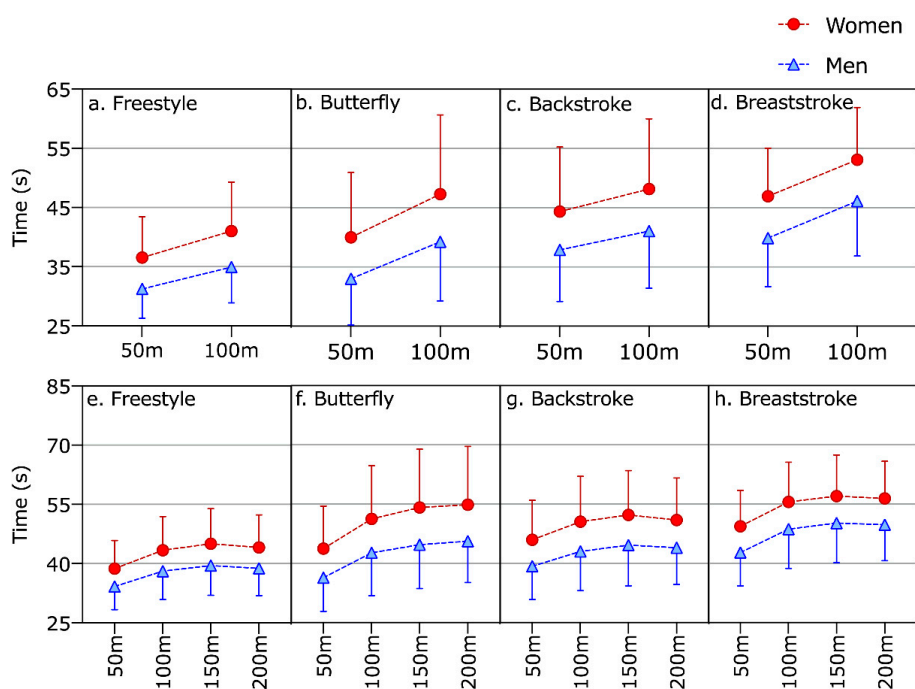 Women
Men
65
55
45
35
25
Time (s)
a. Freestyle
b. Butterfly
c. Backstroke
d. Breaststroke
50m
100m
50m
100m
50m
100m
50m
100m
85
70
55
40
25
Time (s)
e. Freestyle
f. Butterfly
g. Backstroke
h. Breaststroke
50m
100m
150m
200m
50m
100m
150m
200m
50m
100m
150m
200m
50m
100m
150m
200m